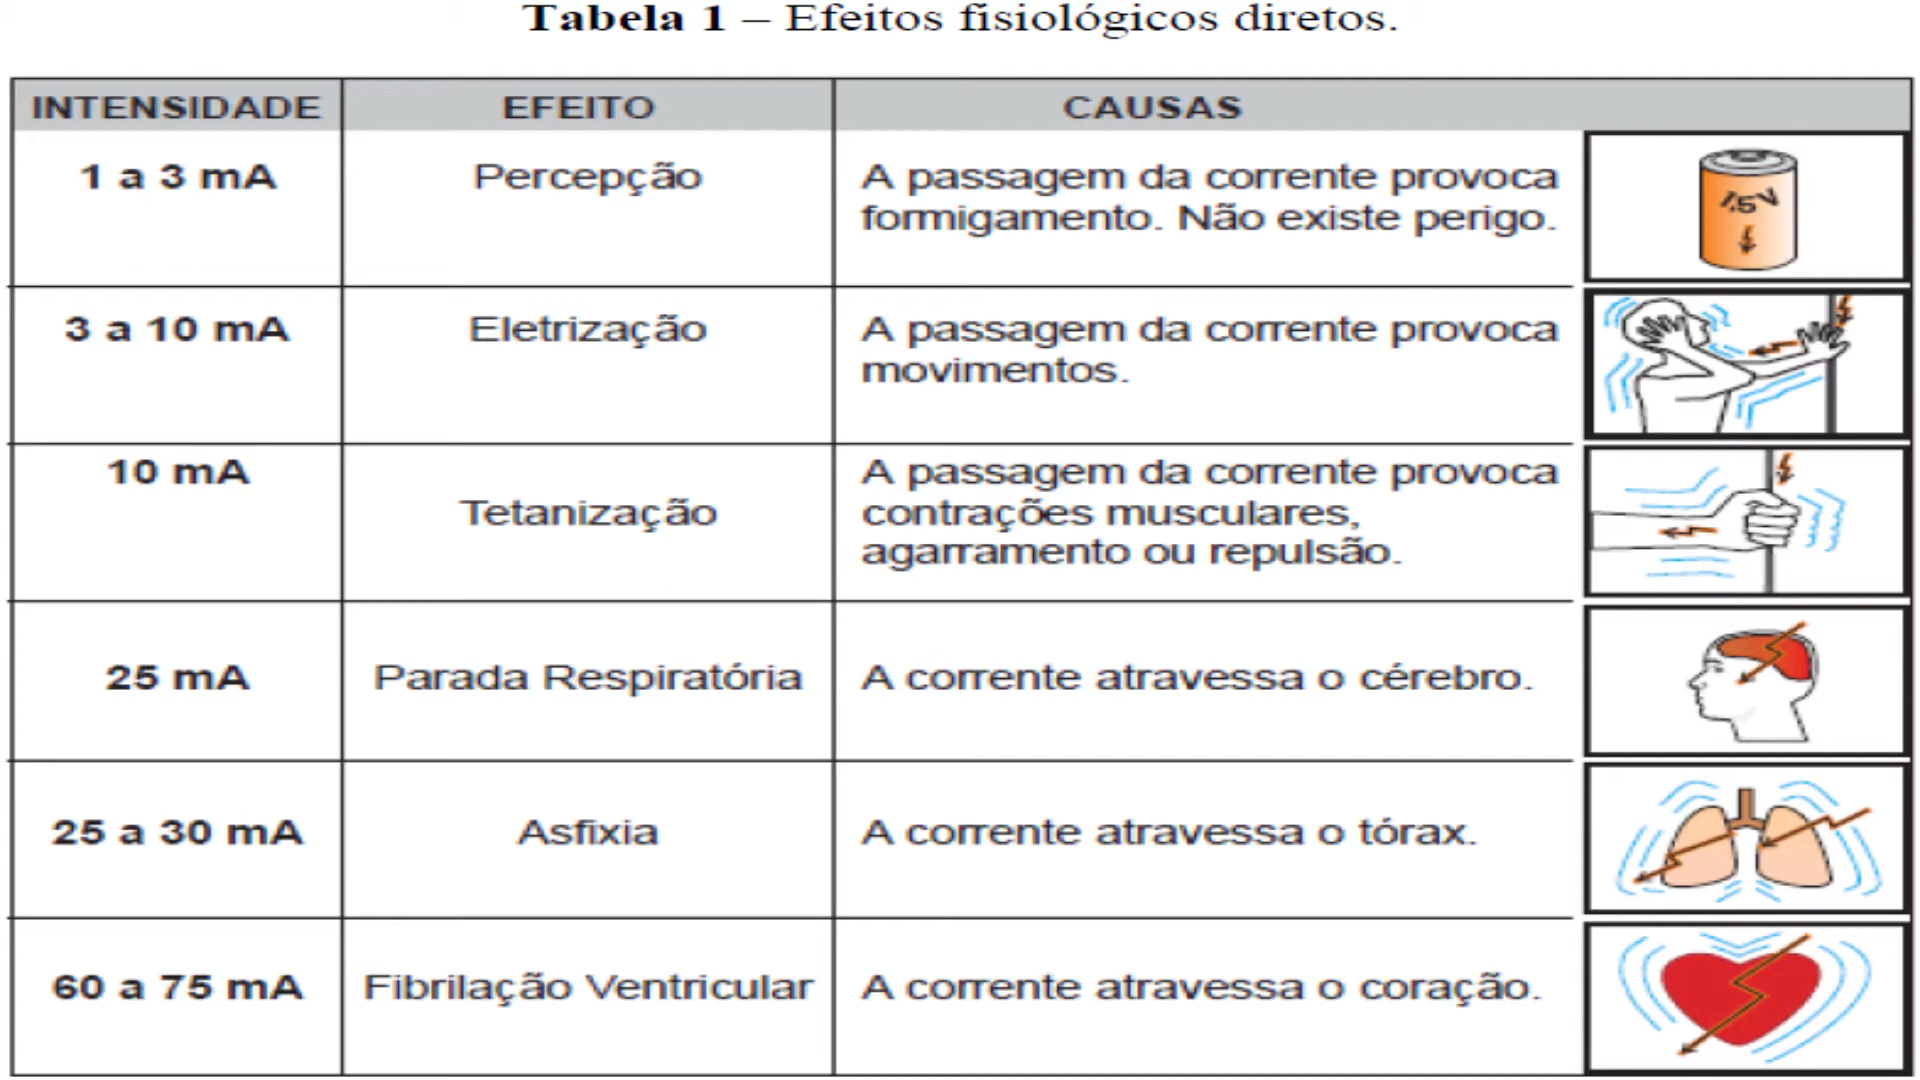 Tabela 1 – Efeitos fisiológicos diretos.
INTENSIDADE EFEITO CAUSAS
1 a 3 mA Percepção A passagem da corrente provoca
formigamento. Não existe perigo.
1,5V
3 a 10 mA Eletrização A passagem da corrente provoca
movimentos.
10 mA A passagem da corrente provoca
Tetanização contrações musculares,
agarramento ou repulsão.
25 mA Parada Respiratória A corrente atravessa o cérebro.
25 a 30 mA Asfixia A corrente atravessa o tórax.
60 a 75 mA Fibrilação Ventricular A corrente atravessa o coração.